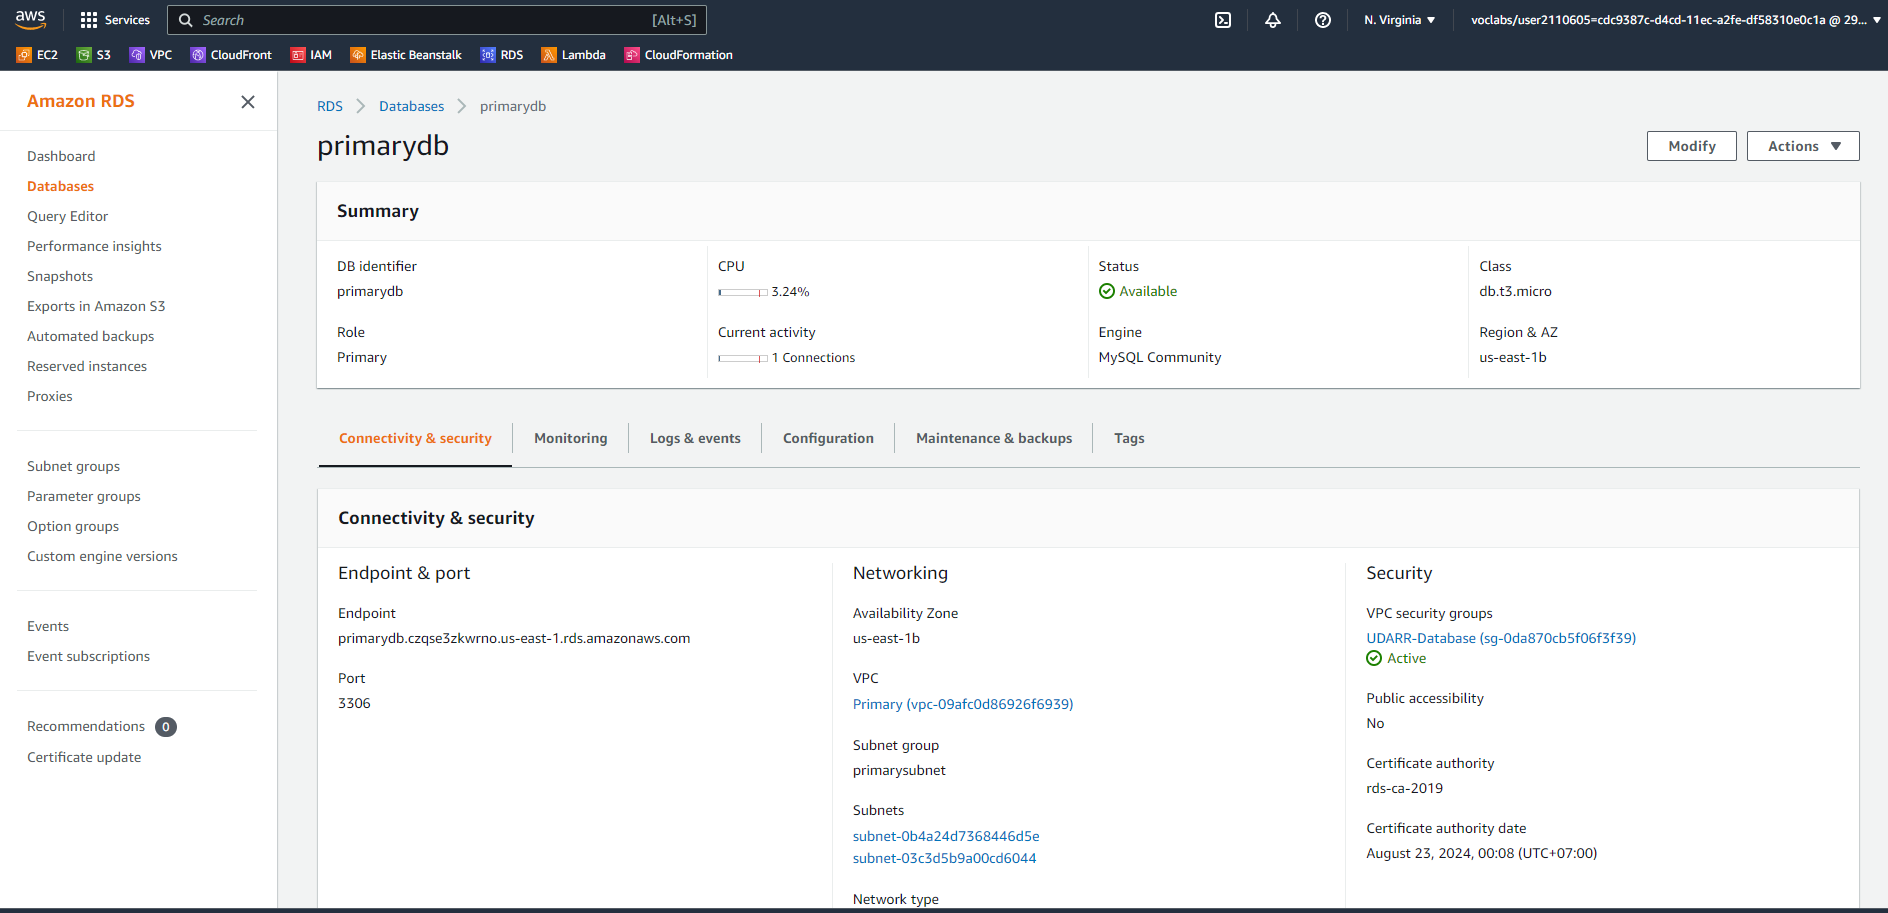 aws
Services
Search [Alt+S]
N. Virginia
voclabs/user2110605=cdc9387c-d4cd-11ec-a2fe-df58310e0c1a @ 29...
EC2 S3 VPC CloudFront IAM Elastic Beanstalk RDS Lambda CloudFormation
Amazon RDS
Dashboard
Databases
Query Editor
Performance insights
Snapshots
Exports in Amazon S3
Automated backups
Reserved instances
Proxies
Subnet groups
Parameter groups
Option groups
Custom engine versions
Events
Event subscriptions
Recommendations 0
Certificate update
RDS > Databases > primarydb
primarydb
Modify
Actions
Summary
DB identifier
primarydb
Role
Primary
CPU
3.24%
Current activity
1 Connections
Status
Available
Engine
MySQL Community
Class
db.t3.micro
Region & AZ
us-east-1b
Connectivity & security
Monitoring
Logs & events
Configuration
Maintenance & backups
Tags
Connectivity & security
Endpoint & port
Endpoint
primarydb.czqse3zkwrno.us-east-1.rds.amazonaws.com
Port
3306
Networking
Availability Zone
us-east-1b
VPC
Primary (vpc-09afc0d86926f6939)
Subnet group
primarysubnet
Subnets
subnet-0b4a24d7368446d5e
subnet-03c3d5b9a00cd6044
Network type
Security
VPC security groups
UDARR-Database (sg-0da870cb5f06f3f39)
Active
Public accessibility
No
Certificate authority
rds-ca-2019
Certificate authority date
August 23, 2024, 00:08 (UTC+07:00)